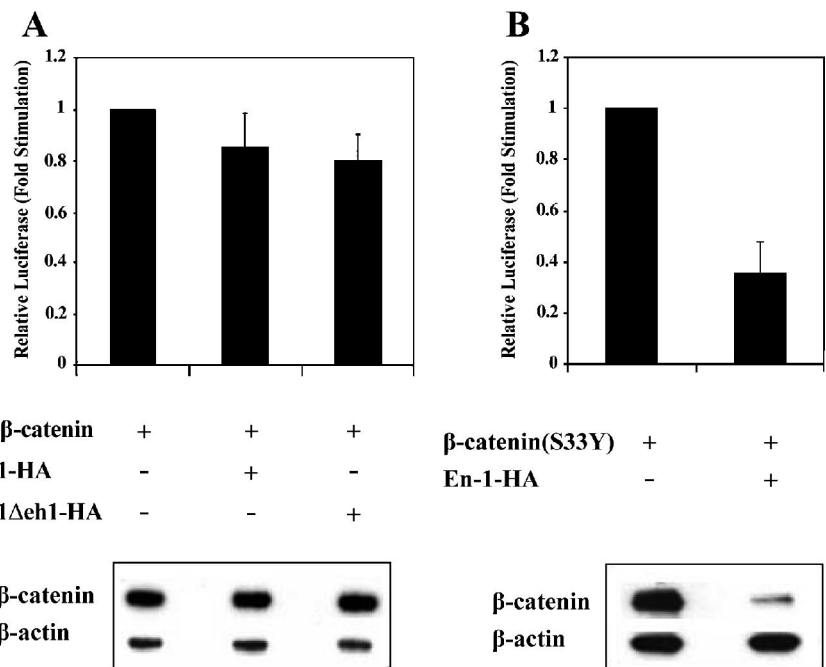 A
Relative Luciferase (Fold Stimulation)
1.2
1
0.8
0.6
0.4
0.2
0
β-catenin + + +
1-HA - + -
1Δeh1-HA - - +
β-catenin
β-actin
B
Relative Luciferase (Fold Stimulation)
1.2
1
0.8
0.6
0.4
0.2
0
β-catenin(S33Y) + +
En-1-HA - +
β-catenin
β-actin